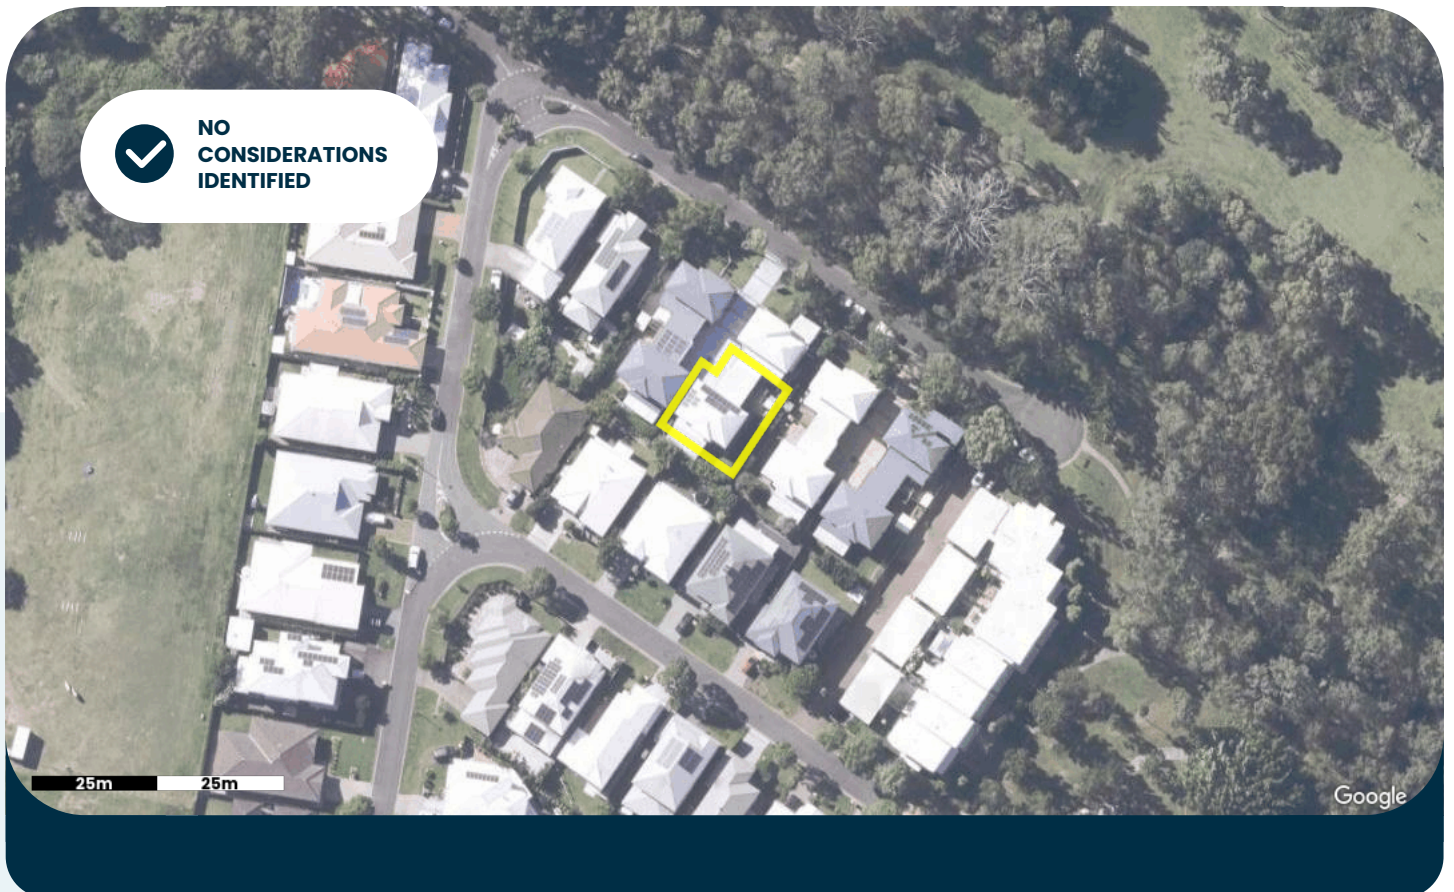 NO
CONSIDERATIONS
IDENTIFIED
25m 25m
Google